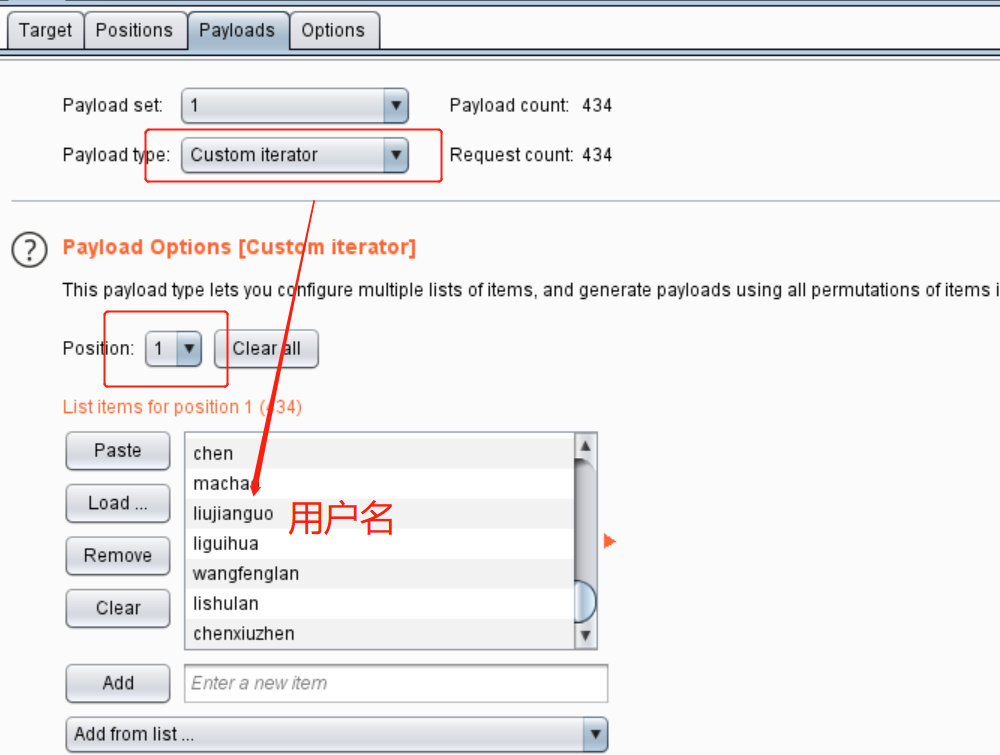 Target Positions Payloads Options
Payload set: 1 Payload count: 434
Payload type: Custom iterator Request count: 434
? Payload Options [Custom iterator]
This payload type lets you configure multiple lists of items, and generate payloads using all permutations of items i
Position: 1 Clear all
List items for position 1 (434)
Paste
Load ...
Remove
Clear
chen
machao
liujianguo
用户名
liguihua
wangfenglan
lishulan
chenxiuzhen
Add Enter a new item
Add from list ...